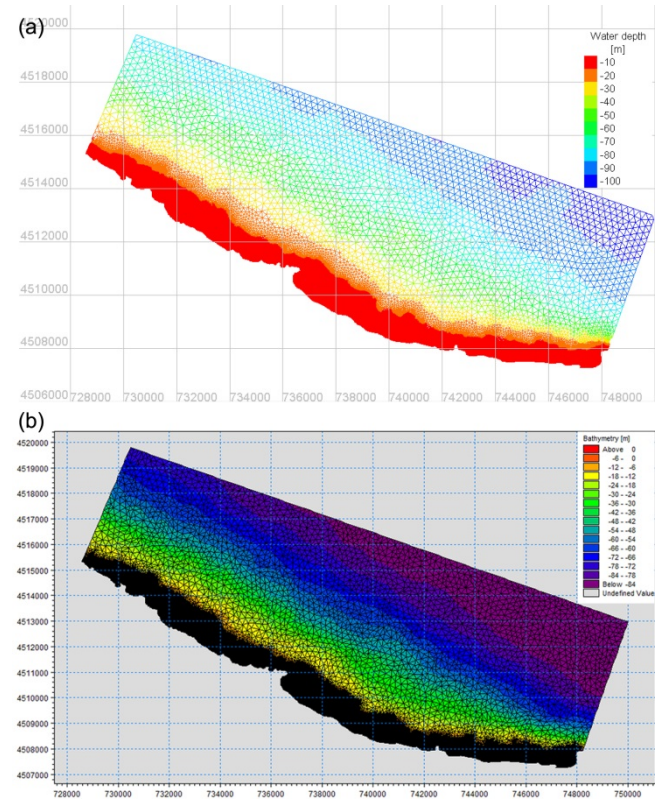 (a)
4520000
4518000
4516000
4514000
4512000
4510000
4508000
4506000
728000 730000 732000 734000 736000 738000 740000 742000 744000 746000 748000
Water depth
[m]
-10
-20
-30
-40
-50
-60
-70
-80
-90
-100
(b)
4520000
4519000
4518000
4517000
4516000
4515000
4514000
4513000
4512000
4511000
4510000
4509000
4508000
4507000
728000 730000 732000 734000 736000 738000 740000 742000 744000 746000 748000 750000
Bathymetry [m]
Above 0
-6 - 0
-12 - -6
-18 - -12
-24 - -18
-30 - -24
-36 - -30
-42 - -36
-48 - -42
-54 - -48
-60 - -54
-66 - -60
-72 - -66
-78 - -72
-84 - -78
Below -84
Undefined Value